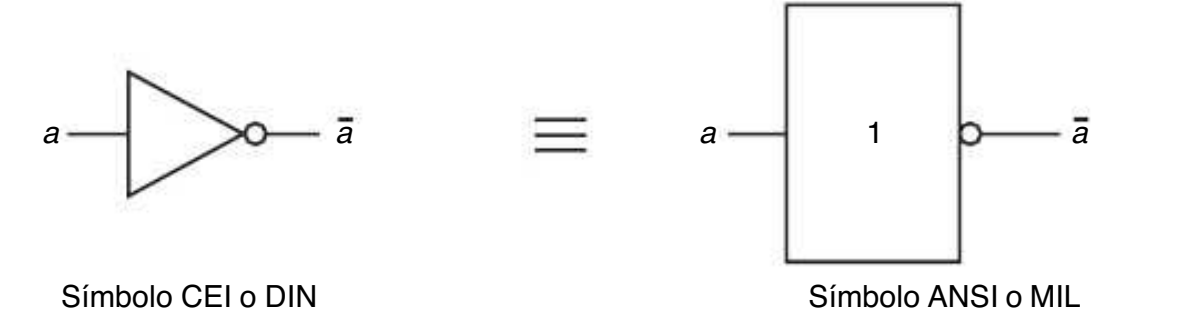 a ā ≡ a 1 ā
Símbolo CEI o DIN
Símbolo ANSI o MIL